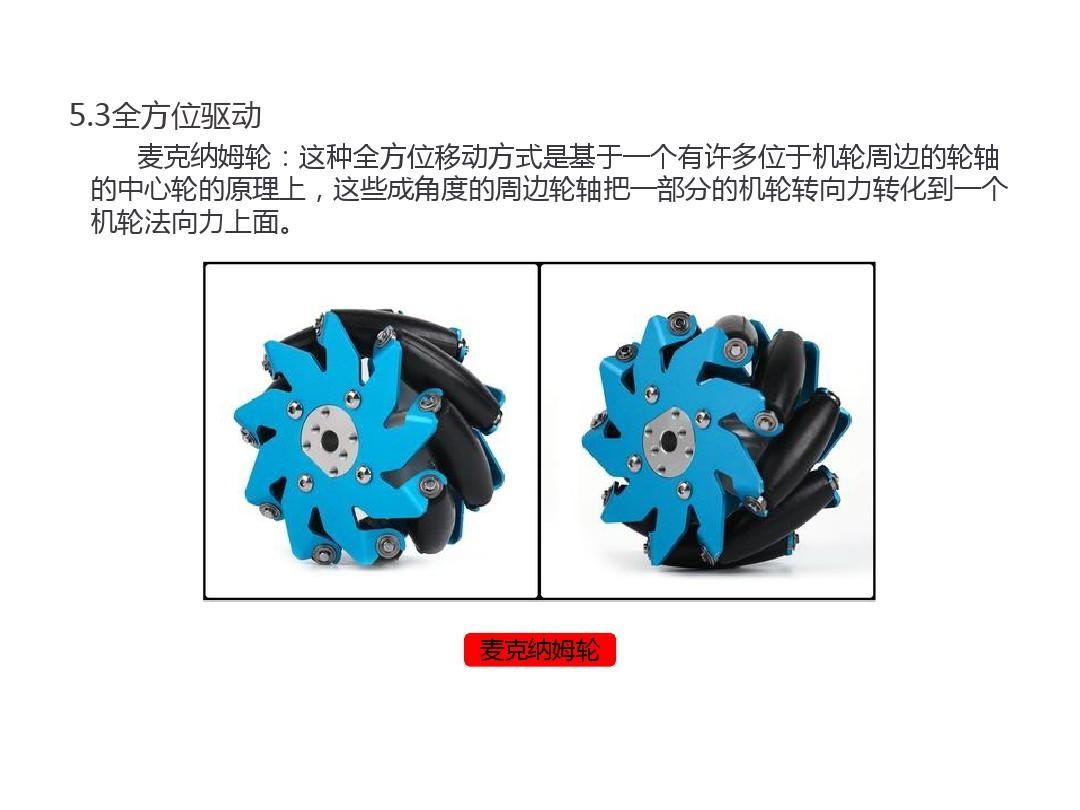 5.3全方位驱动
麦克纳姆轮：这种全方位移动方式是基于一个有许多位于机轮周边的轮轴
的中心轮的原理上，这些成角度的周边轮轴把一部分的机轮转向力转化到一个
机轮法向力上面。
麦克纳姆轮